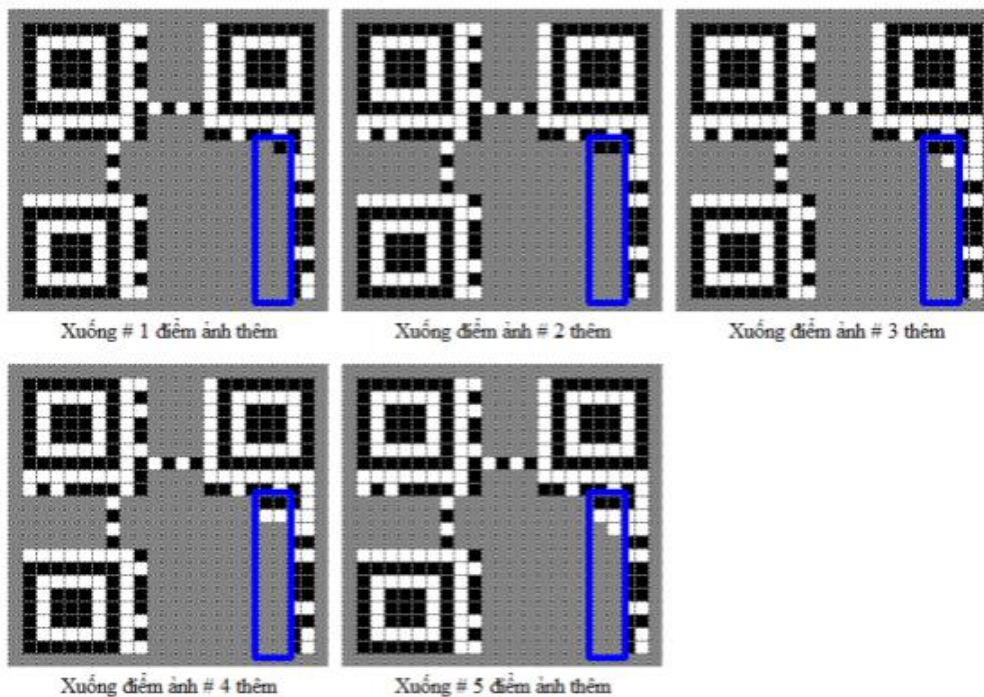 Xuống # 1 điểm ảnh thêm
Xuống điểm ảnh # 2 thêm
Xuống điểm ảnh # 3 thêm
Xuống điểm ảnh # 4 thêm
Xuống # 5 điểm ảnh thêm